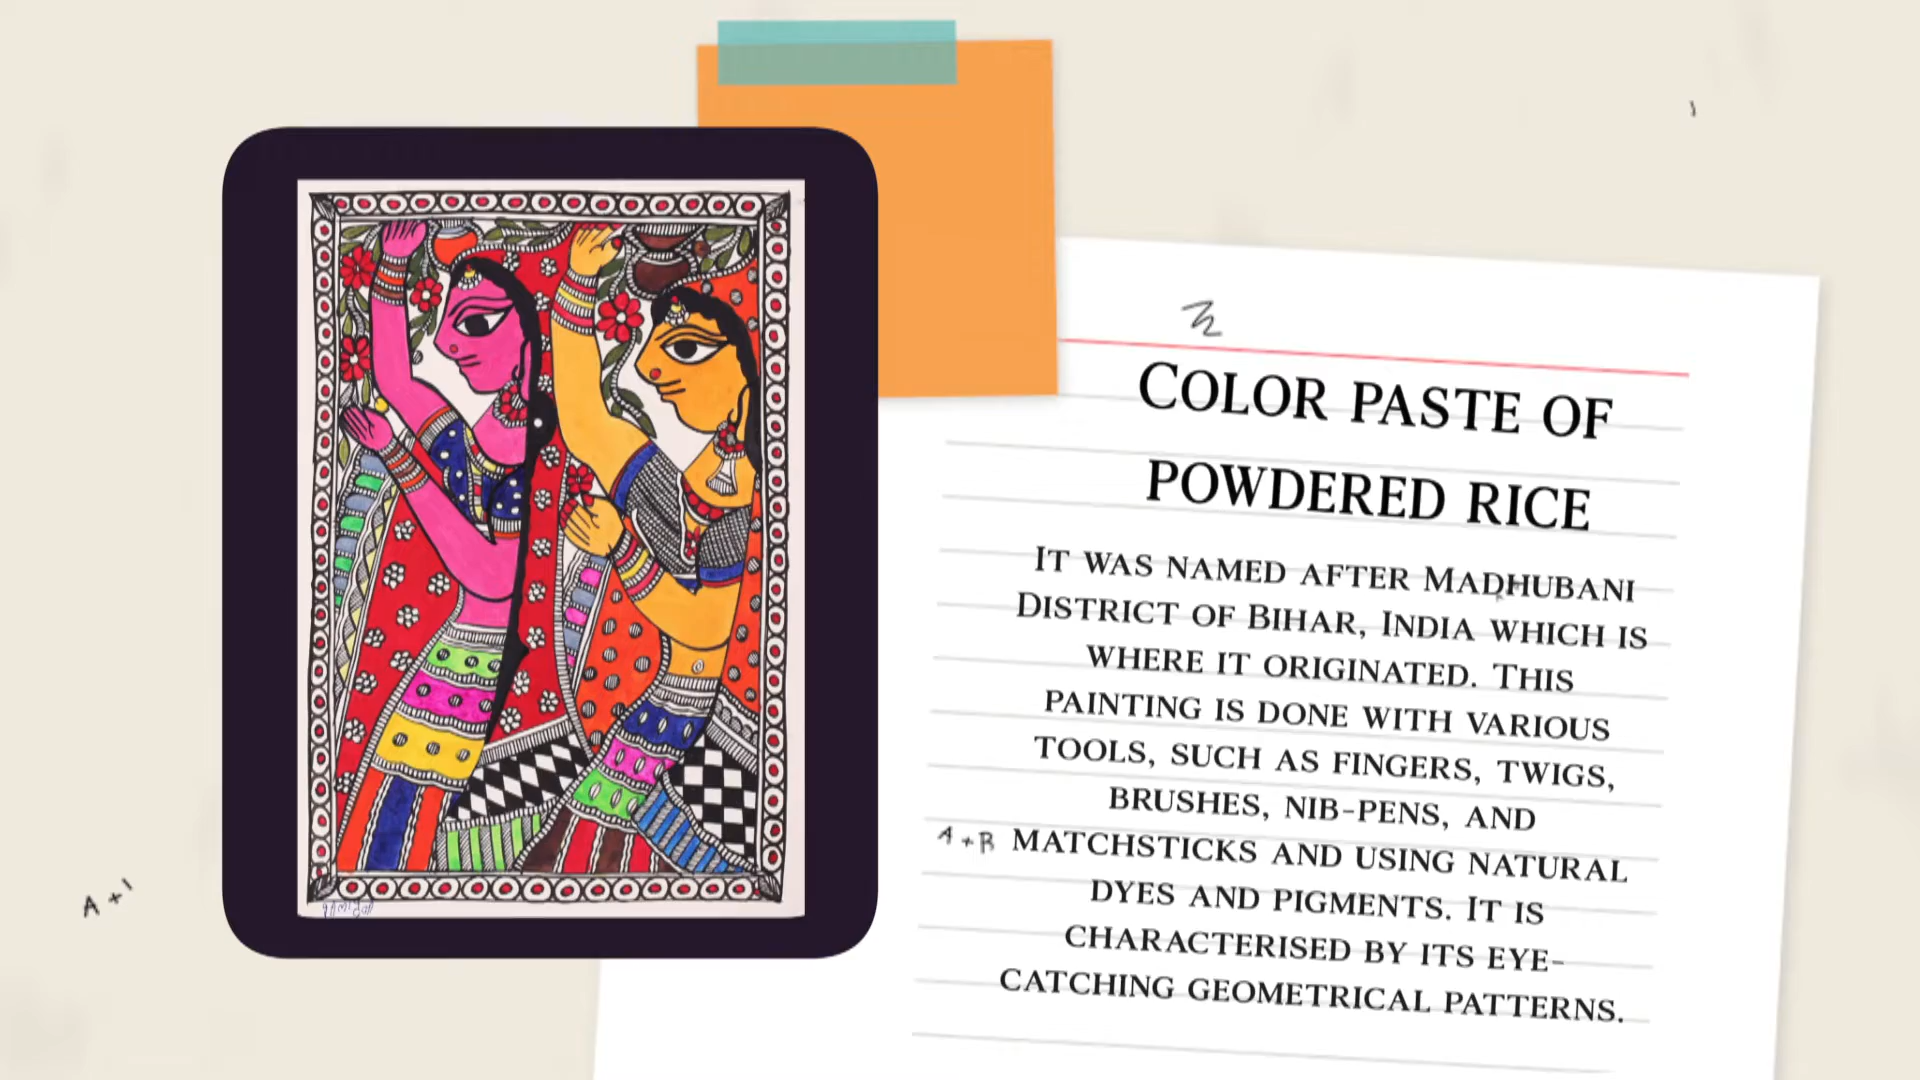 Color paste of
powdered rice
It was named after Madhubani
District of Bihar, India which is
where it originated. This
painting is done with various
tools, such as fingers, twigs,
brushes, nib-pens, and
matchsticks and using natural
dyes and pigments. It is
characterised by its eye-
catching geometrical patterns.
A + B
A + 1